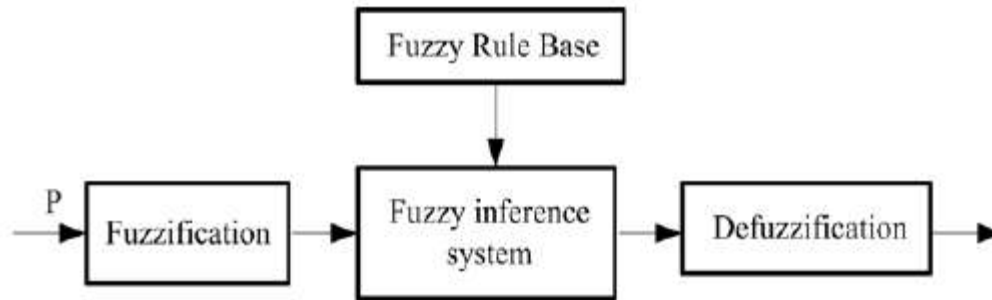 Fuzzy Rule Base
P
Fuzzification
Fuzzy inference
system
Defuzzification